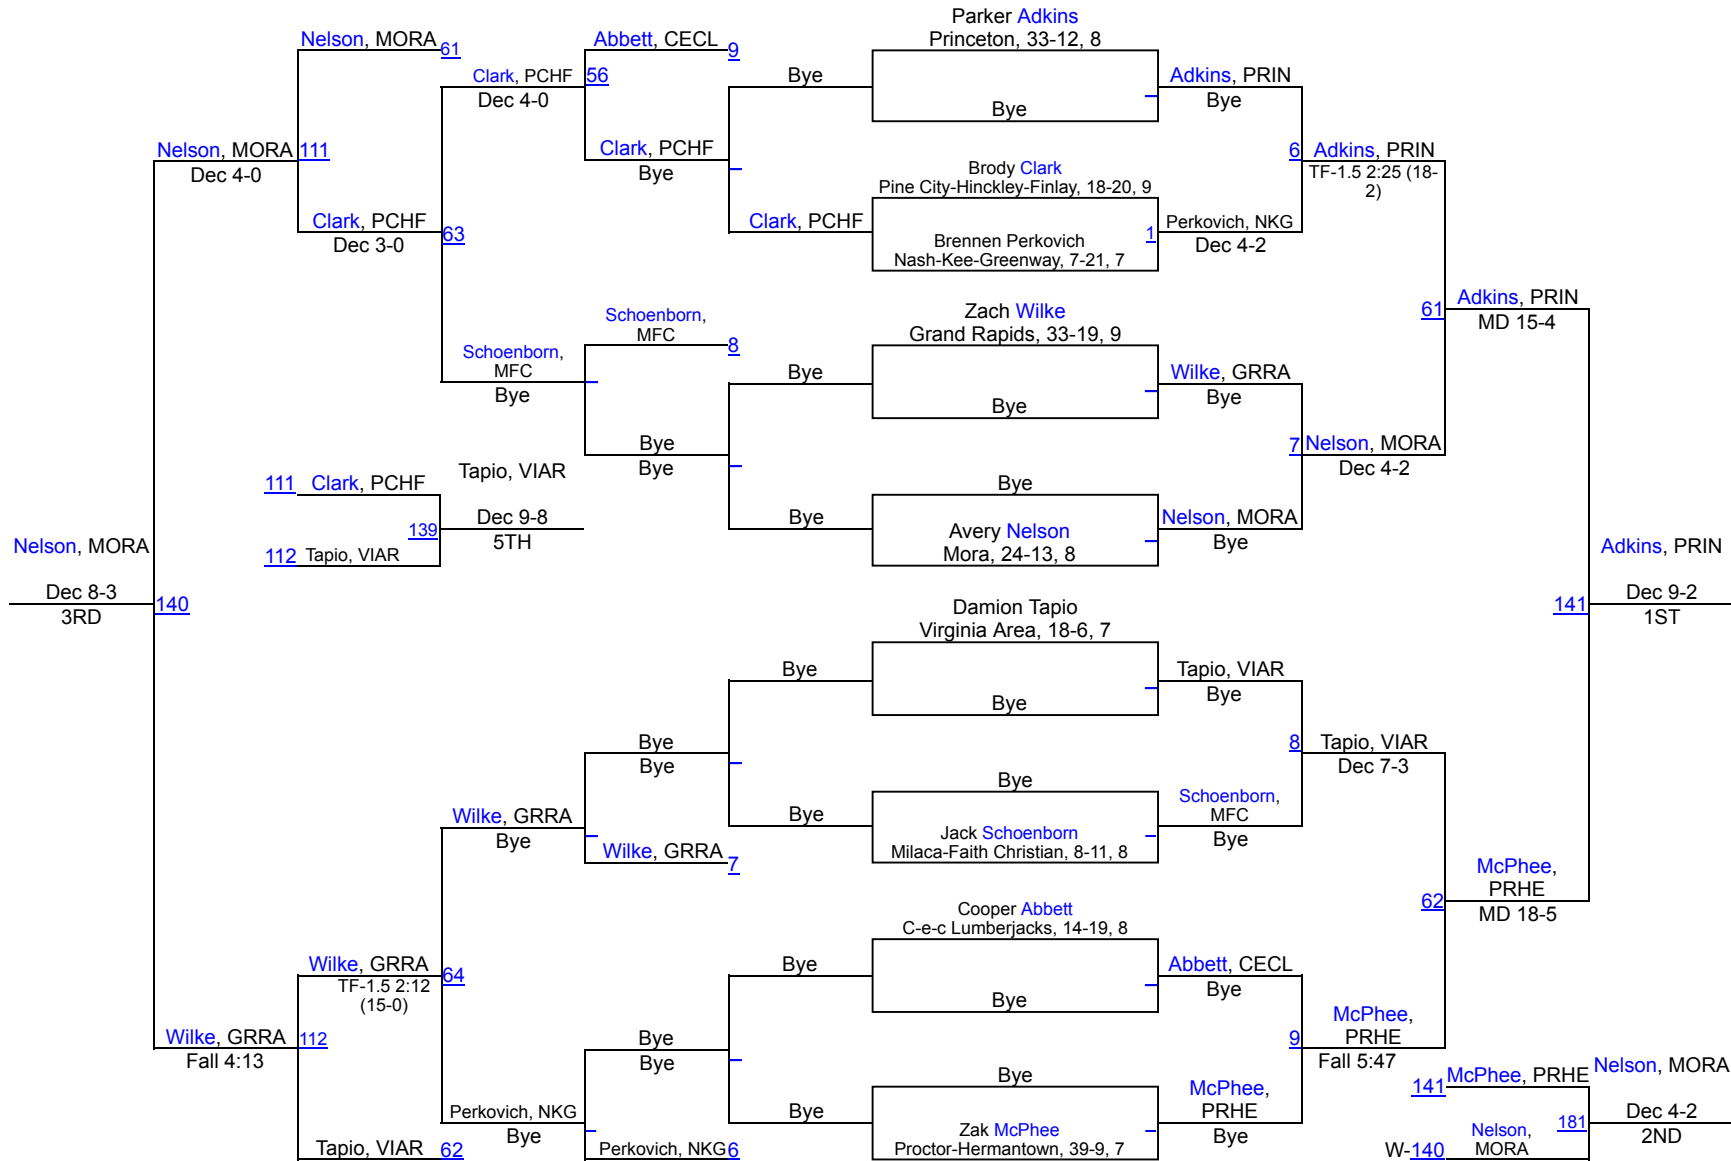 Parker Adkins
Princeton, 33-12, 8
Nelson, MORA 61
Abbett, CECL 9
Clark, PCHF 56
Dec 4-0
Bye
Adkins, PRIN
Bye
Bye
Nelson, MORA 111
Dec 4-0
Clark, PCHF
Bye
6 Adkins, PRIN
TF-1.5 2:25 (18-
2)
Brody Clark
Pine City-Hinckley-Finlay, 18-20, 9
Clark, PCHF
Dec 3-0
63
Clark, PCHF
Brennen Perkovich
Nash-Kee-Greenway, 7-21, 7
1
Perkovich, NKG
Dec 4-2
Schoenborn,
MFC
8
Zach Wilke
Grand Rapids, 33-19, 9
61
Adkins, PRIN
MD 15-4
Schoenborn,
MFC
Bye
Bye
Wilke, GRRA
Bye
Bye
Bye
Bye
7 Nelson, MORA
Dec 4-2
111 Clark, PCHF
Tapio, VIAR
Bye
139
Dec 9-8
5TH
Bye
Avery Nelson
Mora, 24-13, 8
Nelson, MORA
Bye
112 Tapio, VIAR
Nelson, MORA
Dec 8-3
3RD
140
Adkins, PRIN
141
Dec 9-2
1ST
Damion Tapio
Virginia Area, 18-6, 7
Bye
Tapio, VIAR
Bye
Bye
Bye
Bye
8
Tapio, VIAR
Dec 7-3
Bye
Wilke, GRRA
Bye
Bye
Jack Schoenborn
Milaca-Faith Christian, 8-11, 8
Schoenborn,
MFC
Bye
Wilke, GRRA 7
62
McPhee,
PRHE
MD 18-5
Cooper Abbett
C-e-c Lumberjacks, 14-19, 8
Wilke, GRRA
TF-1.5 2:12
(15-0)
64
Bye
Abbett, CECL
Bye
Bye
Wilke, GRRA 112
Fall 4:13
Bye
Bye
9
McPhee,
PRHE
Fall 5:47
Bye
Perkovich, NKG
Bye
Bye
Zak McPhee
Proctor-Hermantown, 39-9, 7
McPhee,
PRHE
Bye
Tapio, VIAR 62
Perkovich, NKG 6
141 McPhee, PRHE
Nelson, MORA
181
Dec 4-2
2ND
W-140
Nelson,
MORA